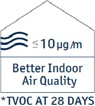 ≤10µg/m
Better Indoor
Air Quality
*TVOC AT 28 DAYS